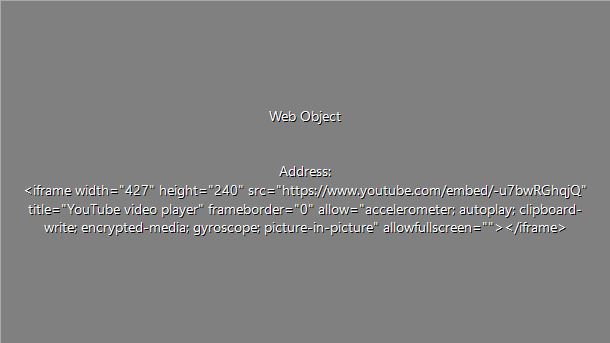 Web Object
Address:
<iframe width="427" height="240" src="https://www.youtube.com/embed/-u7bwRGhqjQ"
title="YouTube video player" frameborder="0" allow="accelerometer; autoplay; clipboard-
write; encrypted-media; gyroscope; picture-in-picture" allowfullscreen=""></iframe>